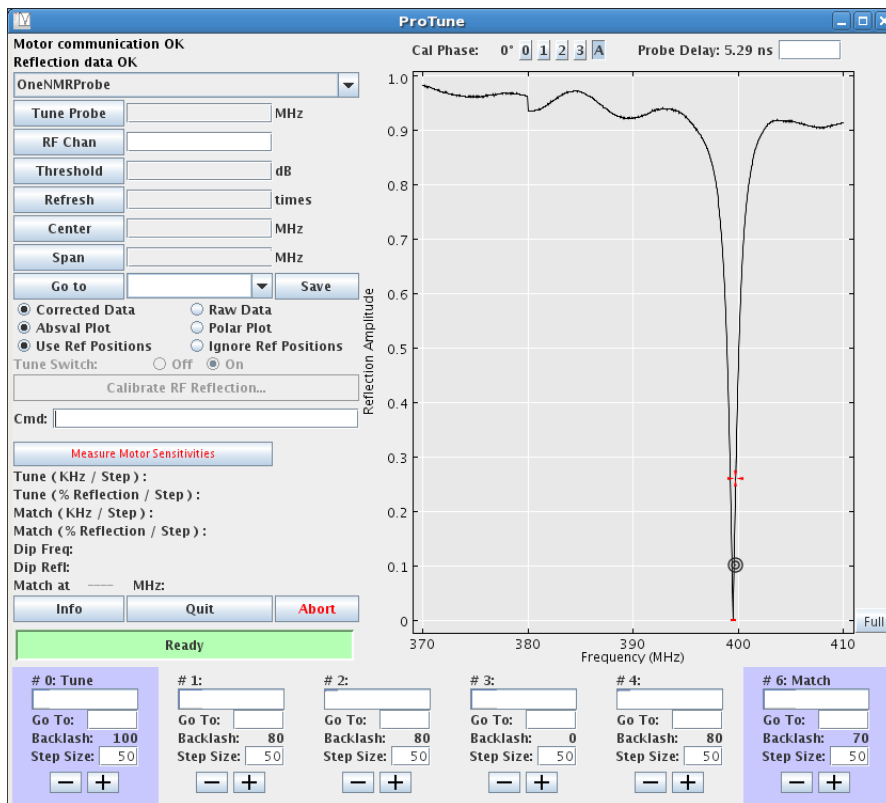 ProTune
Motor communication OK
Reflection data OK
OneNMRProbe
Tune Probe MHz
RF Chan
Threshold dB
Refresh times
Center MHz
Span MHz
Go to Save
Corrected Data Raw Data
Absval Plot Polar Plot
Use Ref Positions Ignore Ref Positions
Tune Switch: Off On
Calibrate RF Reflection...
Cmd:
Measure Motor Sensitivities
Tune ( KHz / Step ) :
Tune ( % Reflection / Step ) :
Match ( KHz / Step ) :
Match ( % Reflection / Step ) :
Dip Freq:
Dip Refl:
Match at ---- MHz:
Info Quit Abort
Ready
Cal Phase: 0° 0 1 2 3 A Probe Delay: 5.29 ns
Reflection Amplitude
1.0
0.9
0.8
0.7
0.6
0.5
0.4
0.3
0.2
0.1
0
370 380 390 400 410
Frequency (MHz)
Full
# 0: Tune
Go To:
Backlash: 100
Step Size: 50
− +
# 1:
Go To:
Backlash: 80
Step Size: 50
− +
# 2:
Go To:
Backlash: 80
Step Size: 50
− +
# 3:
Go To:
Backlash: 0
Step Size: 50
− +
# 4:
Go To:
Backlash: 80
Step Size: 50
− +
# 6: Match
Go To:
Backlash: 70
Step Size: 50
− +